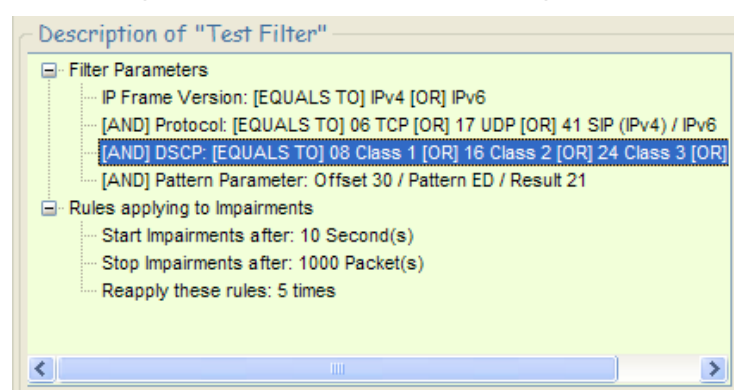 Description of "Test Filter"
Filter Parameters
IP Frame Version: [EQUALS TO] IPv4 [OR] IPv6
[AND] Protocol: [EQUALS TO] 06 TCP [OR] 17 UDP [OR] 41 SIP (IPv4) / IPv6
[AND] DSCP: [EQUALS TO] 08 Class 1 [OR] 16 Class 2 [OR] 24 Class 3 [OR]
[AND] Pattern Parameter: Offset 30 / Pattern ED / Result 21
Rules applying to Impairments
Start Impairments after: 10 Second(s)
Stop Impairments after: 1000 Packet(s)
Reapply these rules: 5 times